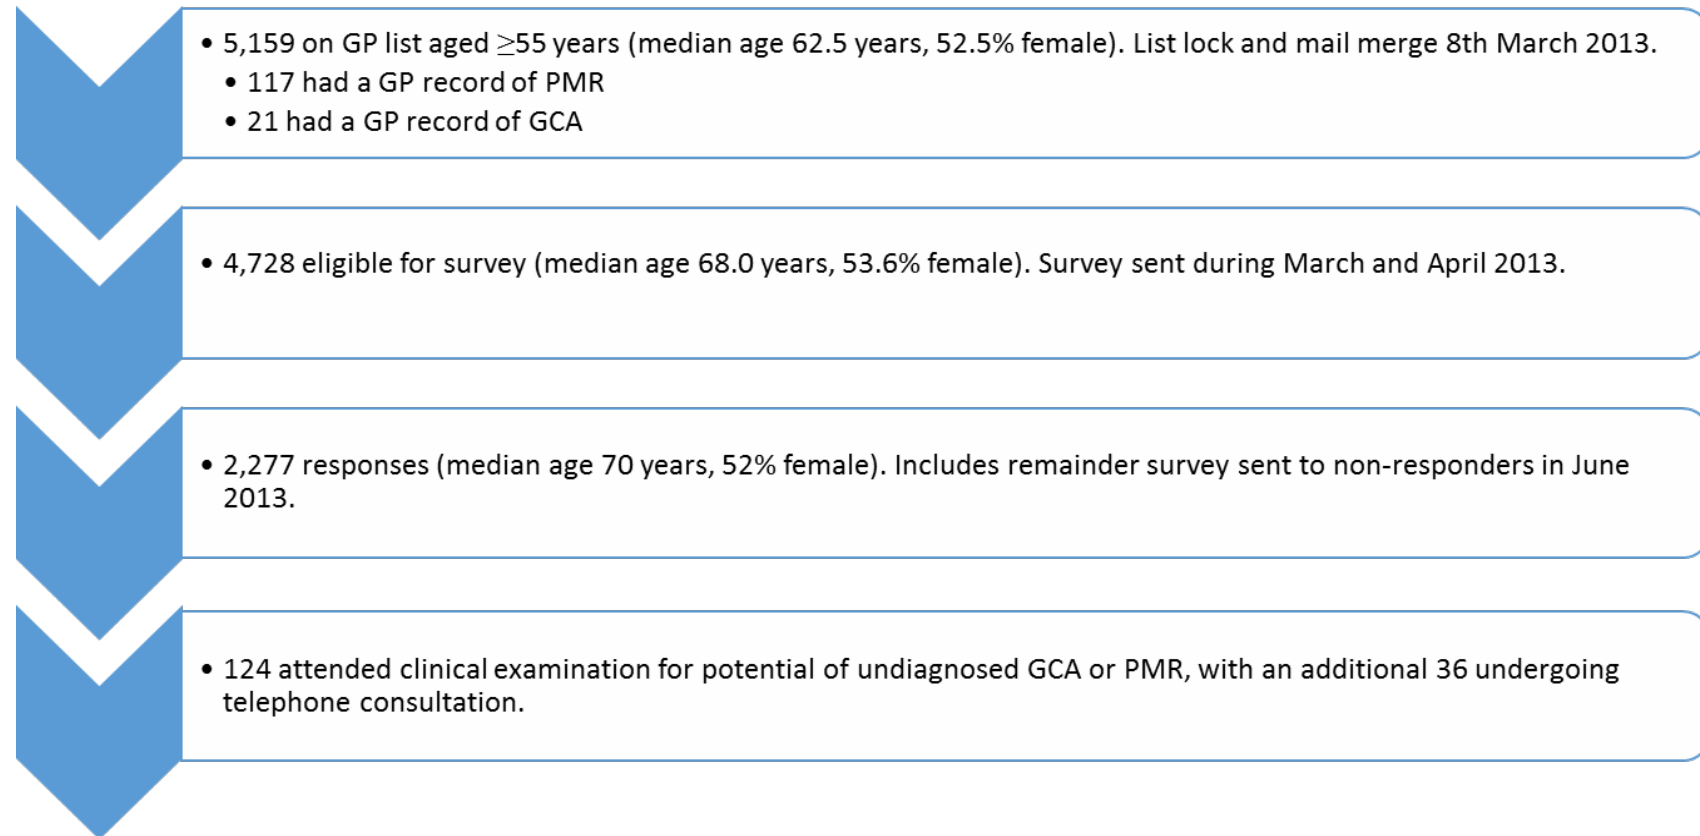 • 5,159 on GP list aged ≥55 years (median age 62.5 years, 52.5% female). List lock and mail merge 8th March 2013.
• 117 had a GP record of PMR
• 21 had a GP record of GCA
• 4,728 eligible for survey (median age 68.0 years, 53.6% female). Survey sent during March and April 2013.
• 2,277 responses (median age 70 years, 52% female). Includes remainder survey sent to non-responders in June
2013.
• 124 attended clinical examination for potential of undiagnosed GCA or PMR, with an additional 36 undergoing
telephone consultation.